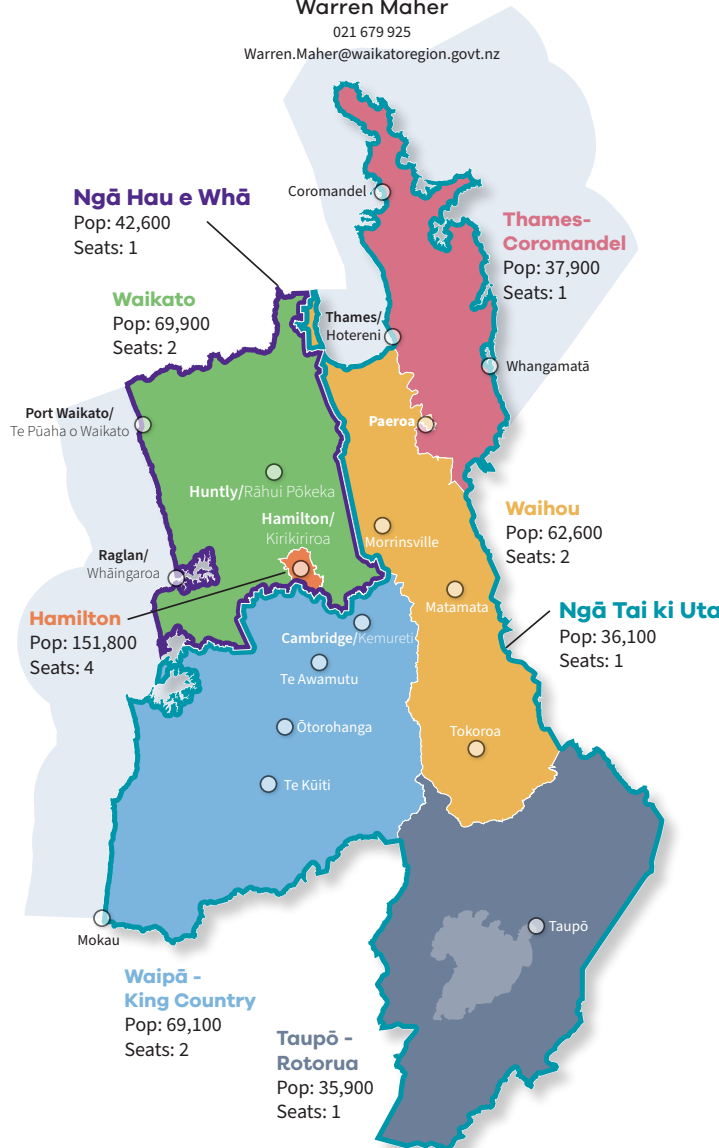 Warren Maher
021 679 925
Warren.Maher@waikatoregion.govt.nz
Coromandel
Ngā Hau e Whā
Pop: 42,600
Seats: 1
Thames-
Coromandel
Pop: 37,900
Seats: 1
Waikato
Pop: 69,900
Seats: 2
Thames/
Hotereni
Whangamatā
Port Waikato/
Te Pūaha o Waikato
Paeroa
Huntly/Rāhui Pōkeka
Hamilton/
Kirikiriroa
Morrinsville
Waihou
Pop: 62,600
Seats: 2
Raglan/
Whāingaroa
Matamata
Hamilton
Pop: 151,800
Seats: 4
Ngā Tai ki Uta
Pop: 36,100
Seats: 1
Cambridge/Kemureti
Te Awamutu
Ōtorohanga
Tokoroa
Te Kūiti
Mokau
Taupō
Waipā -
King Country
Pop: 69,100
Seats: 2
Taupō -
Rotorua
Pop: 35,900
Seats: 1